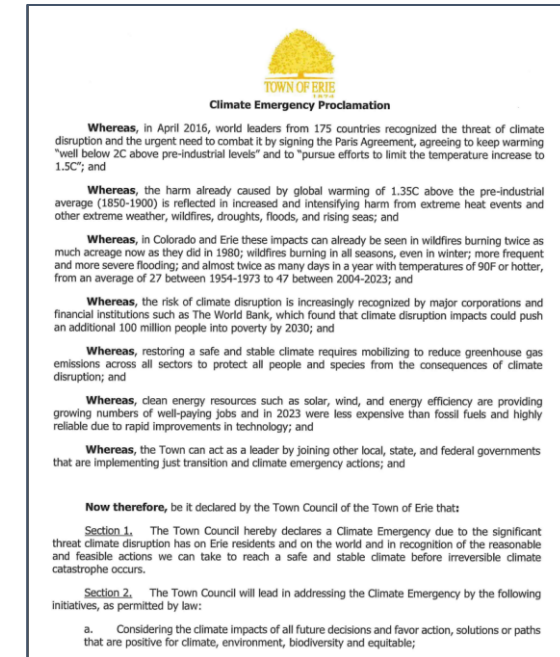 TOWN OF ERIE
1874
Climate Emergency Proclamation
Whereas, in April 2016, world leaders from 175 countries recognized the threat of climate
disruption and the urgent need to combat it by signing the Paris Agreement, agreeing to keep warming
"well below 2C above pre-industrial levels" and to "pursue efforts to limit the temperature increase to
1.5C"; and
Whereas, the harm already caused by global warming of 1.35C above the pre-industrial
average (1850-1900) is reflected in increased and intensifying harm from extreme heat events and
other extreme weather, wildfires, droughts, floods, and rising seas; and
Whereas, in Colorado and Erie these impacts can already be seen in wildfires burning twice as
much acreage now as they did in 1980; wildfires burning in all seasons, even in winter; more frequent
and more severe flooding; and almost twice as many days in a year with temperatures of 90F or hotter,
from an average of 27 between 1954-1973 to 47 between 2004-2023; and
Whereas, the risk of climate disruption is increasingly recognized by major corporations and
financial institutions such as The World Bank, which found that climate disruption impacts could push
an additional 100 million people into poverty by 2030; and
Whereas, restoring a safe and stable climate requires mobilizing to reduce greenhouse gas
emissions across all sectors to protect all people and species from the consequences of climate
disruption; and
Whereas, clean energy resources such as solar, wind, and energy efficiency are providing
growing numbers of well-paying jobs and in 2023 were less expensive than fossil fuels and highly
reliable due to rapid improvements in technology; and
Whereas, the Town can act as a leader by joining other local, state, and federal governments
that are implementing just transition and climate emergency actions; and
Now therefore, be it declared by the Town Council of the Town of Erie that:
Section 1. The Town Council hereby declares a Climate Emergency due to the significant
threat climate disruption has on Erie residents and on the world and in recognition of the reasonable
and feasible actions we can take to reach a safe and stable climate before irreversible climate
catastrophe occurs.
Section 2. The Town Council will lead in addressing the Climate Emergency by the following
initiatives, as permitted by law:
a. Considering the climate impacts of all future decisions and favor action, solutions or paths
that are positive for climate, environment, biodiversity and equitable;